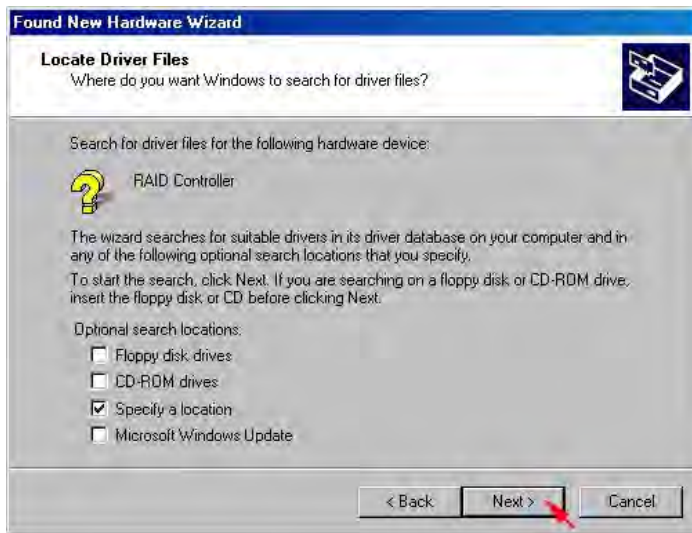 Found New Hardware Wizard
Locate Driver Files
Where do you want Windows to search for driver files?
Search for driver files for the following hardware device:
RAID Controller
The wizard searches for suitable drivers in its driver database on your computer and in
any of the following optional search locations that you specify.
To start the search, click Next. If you are searching on a floppy disk or CD-ROM drive,
insert the floppy disk or CD before clicking Next.
Optional search locations:
Floppy disk drives
CD-ROM drives
Specify a location
Microsoft Windows Update
< Back Next > Cancel